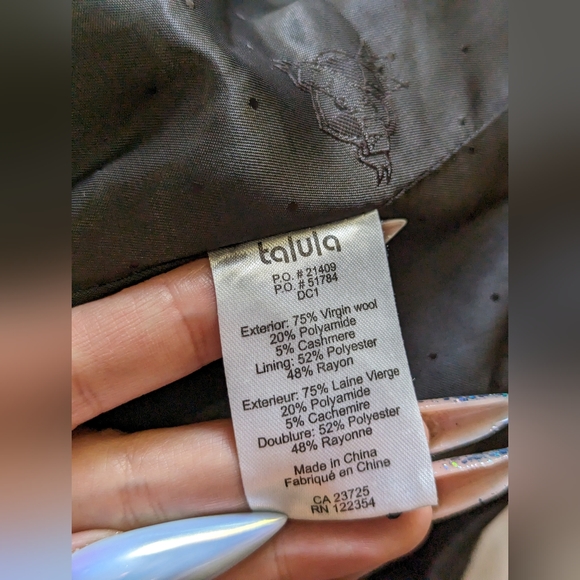 talula
P.O. # 21409
P.O. # 51784
DC1
Exterior: 75% Virgin wool
20% Polyamide
5% Cashmere
Lining: 52% Polyester
48% Rayon
Exterieur: 75% Laine Vierge
20% Polyamide
5% Cachemire
Doublure: 52% Polyester
48% Rayonne
Made in China
Fabriqué en Chine
CA 23725
RN 122354